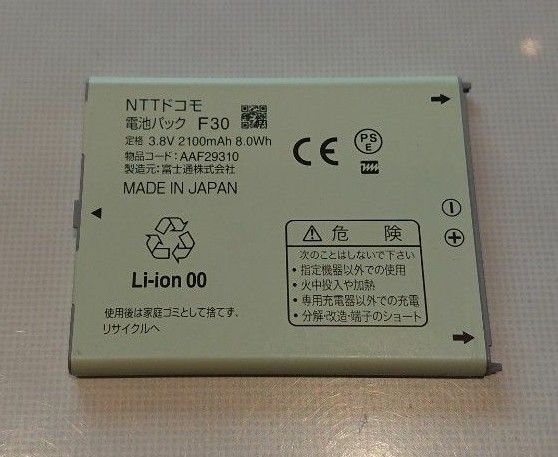 NTTドコモ
電池パック F30
定格 3.8V 2100mAh 8.0Wh
物品コード：AAF29310
製造元：富士通株式会社
MADE IN JAPAN
CE
PS
E
Li-ion 00
使用後は家庭ゴミとして捨てず、
リサイクルへ
危 険
次のことはしないで下さい
・指定機器以外での使用
・火中投入や加熱
・専用充電器以外での充電
・分解・改造・端子のショート